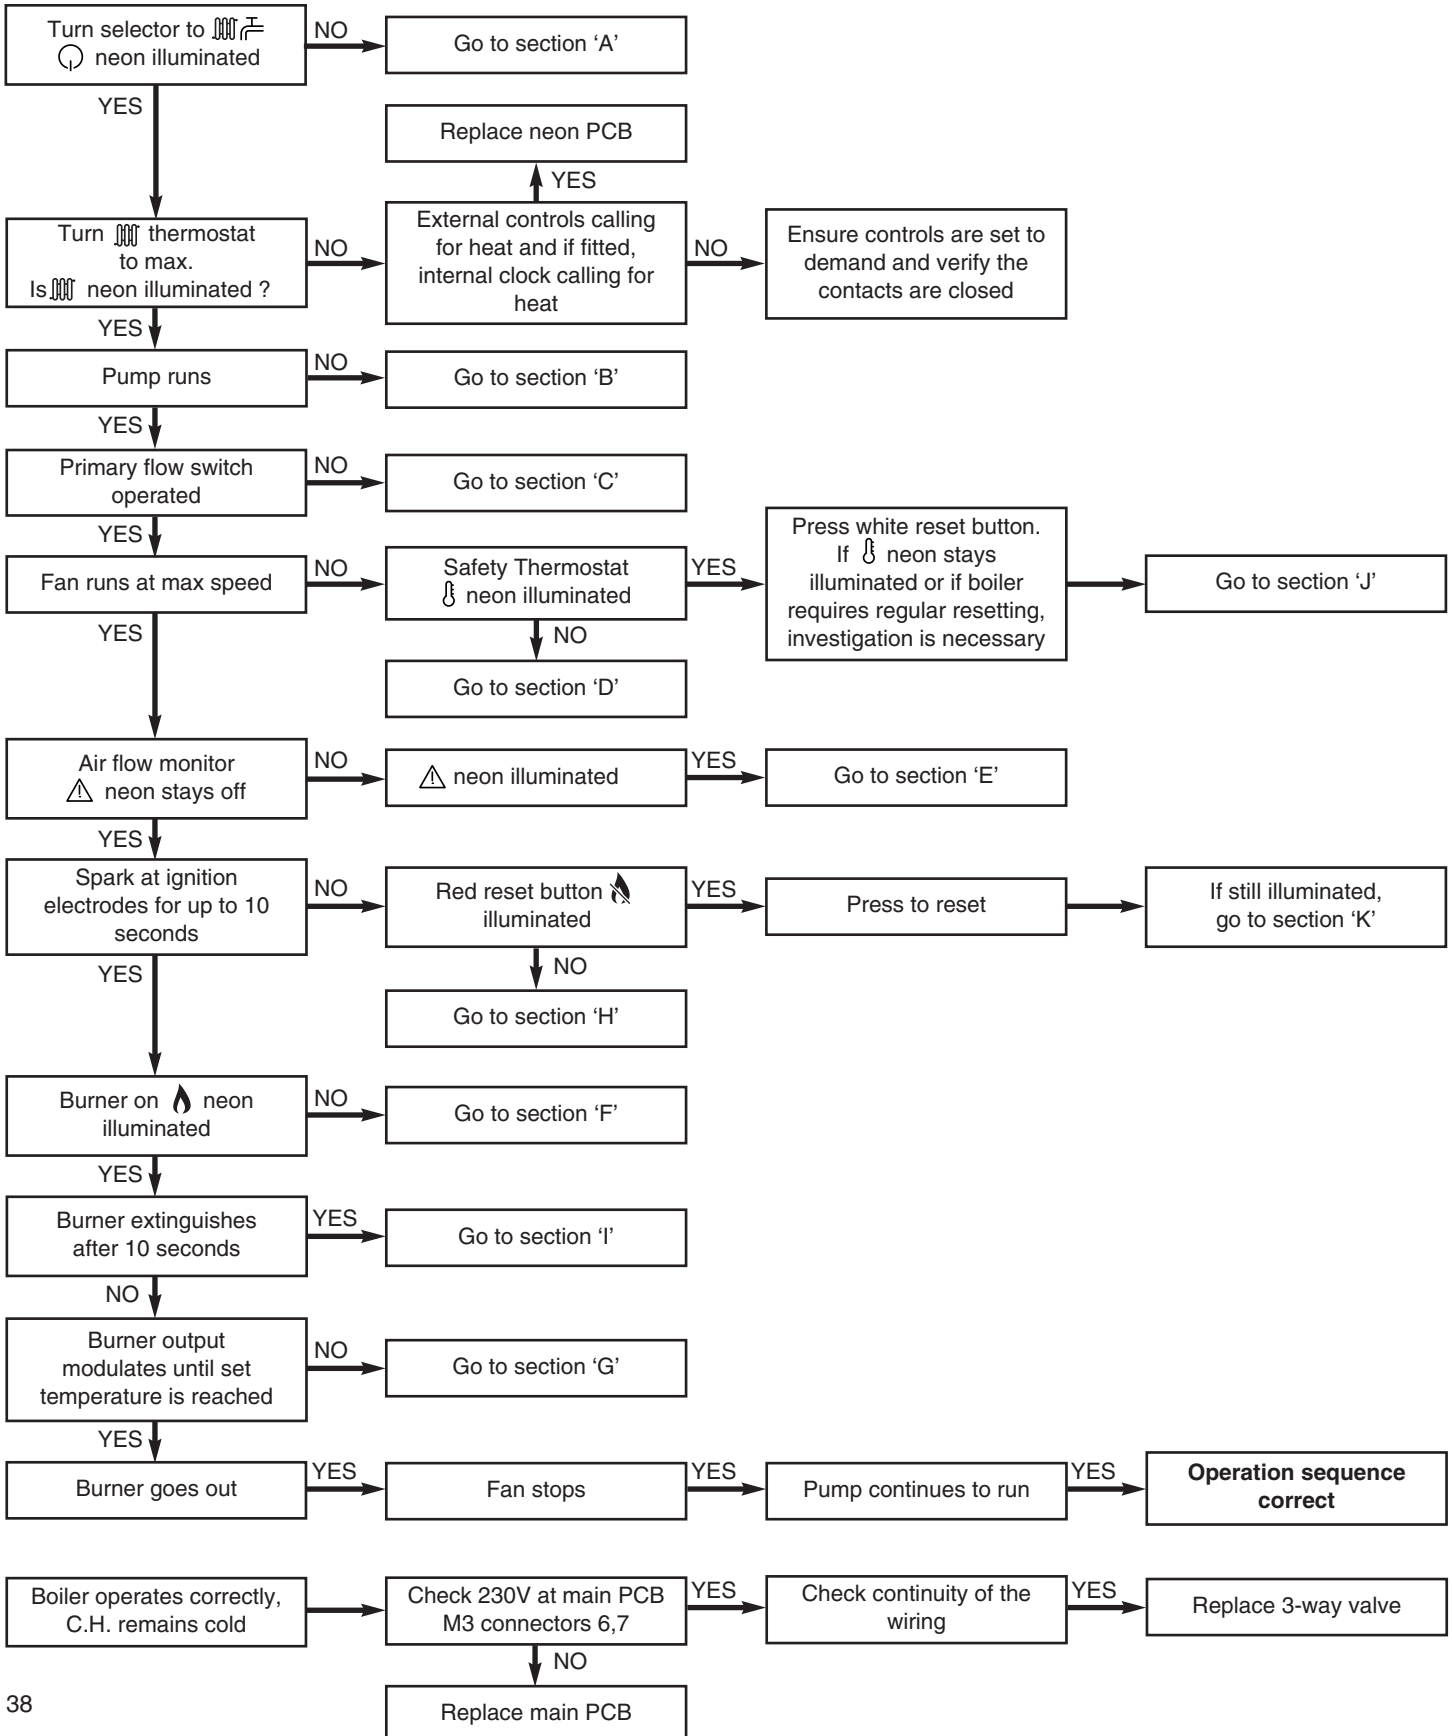 Turn selector to
neon illuminated
NO
Go to section ‘A’
YES
Replace neon PCB
YES
Turn thermostat
to max.
Is neon illuminated ?
NO
External controls calling
for heat and if fitted,
internal clock calling for
heat
NO
Ensure controls are set to
demand and verify the
contacts are closed
YES
Pump runs
NO
Go to section ‘B’
YES
Primary flow switch
operated
NO
Go to section ‘C’
YES
Fan runs at max speed
NO
Safety Thermostat
neon illuminated
YES
Press white reset button.
If neon stays
illuminated or if boiler
requires regular resetting,
investigation is necessary
Go to section ‘J’
NO
Go to section ‘D’
YES
Air flow monitor
neon stays off
NO
neon illuminated
YES
Go to section ‘E’
YES
Spark at ignition
electrodes for up to 10
seconds
NO
Red reset button
illuminated
YES
Press to reset
If still illuminated,
go to section ‘K’
NO
Go to section ‘H’
YES
Burner on neon
illuminated
NO
Go to section ‘F’
YES
Burner extinguishes
after 10 seconds
YES
Go to section ‘I’
NO
Burner output
modulates until set
temperature is reached
NO
Go to section ‘G’
YES
Burner goes out
YES
Fan stops
YES
Pump continues to run
YES
Operation sequence
correct
Boiler operates correctly,
C.H. remains cold
Check 230V at main PCB
M3 connectors 6,7
YES
Check continuity of the
wiring
YES
Replace 3-way valve
NO
Replace main PCB
38